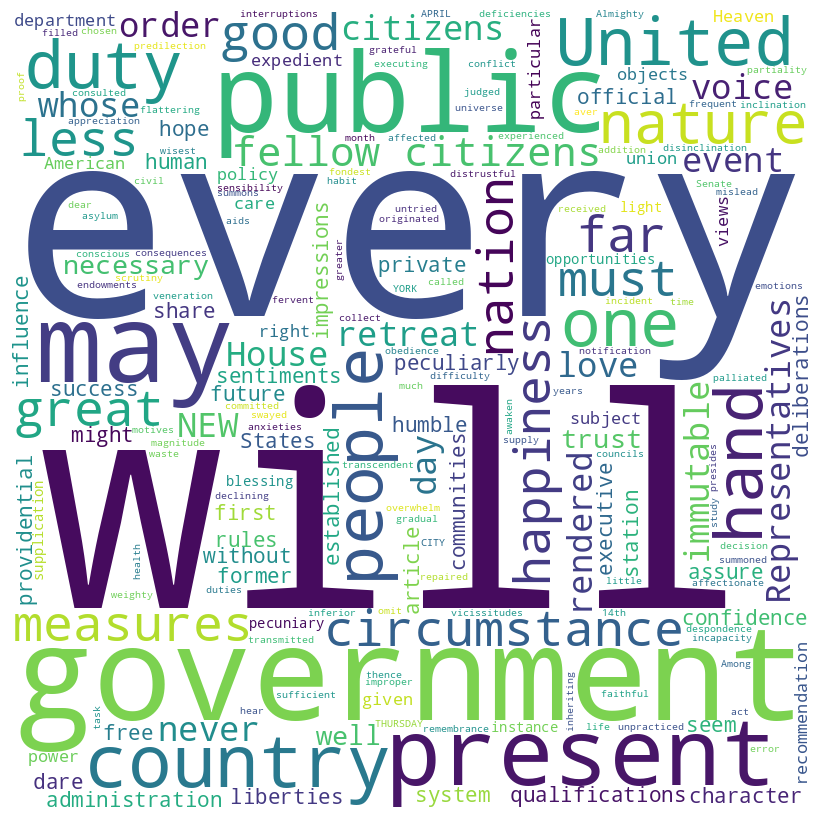 department
filled
chosen
order
interruptions
good
APRIL
citizens
deficiencies
grateful
executing
conflict
Almighty
United
Heaven
proof
predilection
duty
consulted
flattering
public
expedient
judged
universe
particular
objects
official
partiality
voice
inclination
aver
frequent
whose
hope
less
appreciation
wisest
American
human
month
affected
experienced
fellow citizens
nature
addition
disinclination
union
event
policy
sensibility
habit
fondest
distrustful
Senate
mislead
civil
care
summons
dear
asylum
aids
untried
originated
every
nation
received
light
far
views
conscious
consequences
scrutiny
necessary
endowments
veneration
impressions
greater
fervent
private
YORK
called
opportunities
must
incident
time
emotions
influence
share
may
right
collect
retreat
obedience
notification
one
House
people
peculiarly
happiness
love
much
difficulty
years
palliated
Representatives
deliberations
success
sentiments
future
committed
swayed
great
might
NEW
motives
anxieties
magnitude
waste
States
humble
day
awaken
supply
subject
trust
immutable
hand
councils
study
presides
transcendent
established
blessing
declining
communities
rendered
executive
station
decision
summoned
affectionate
assure
providential
supplication
first
rules
health
without
former
weighty
duties
overwhelm
gradual
CITY
article
repaired
little
will
measures
inferior
omit
vicissitudes
14th
confidence
despondence
incapacity
pecuniary
transmitted
circumstance
government
thence
improper
sufficient
given
faithful
Among
inheriting
act
task
hear
THURSDAY
remembrance
instance
life
unpracticed
seem
recommendation
free
never
well
power
country
present
error
dare
administration
liberties
system
qualifications
character